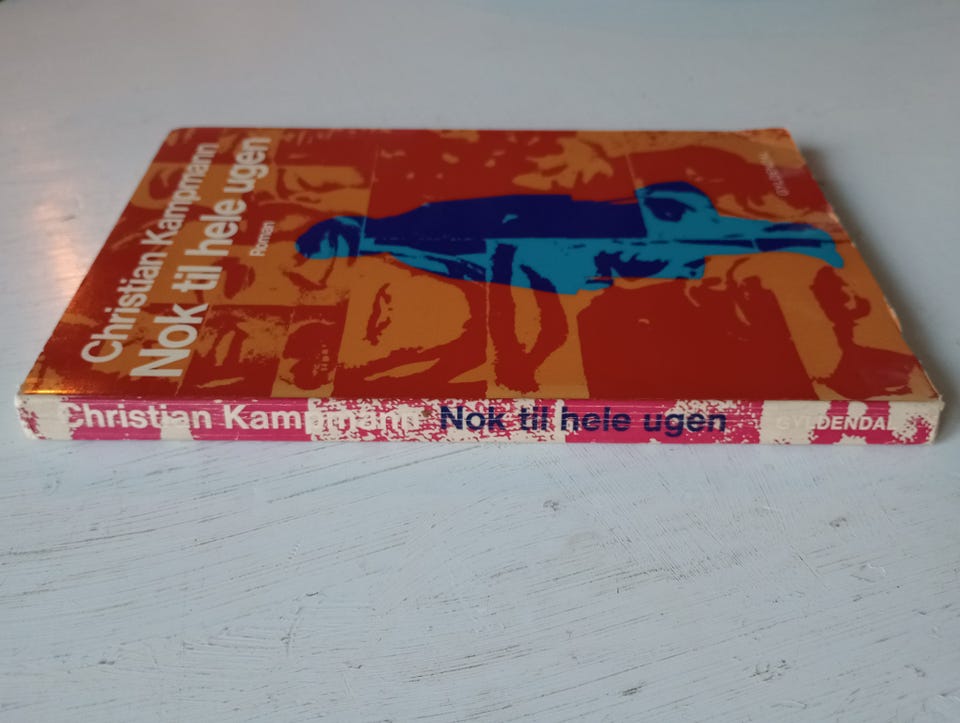 Christian Kampmann
Nok til hele ugen
Roman
GYLDENDAL
Christian Kampmann Nok til hele ugen GYLDENDAL